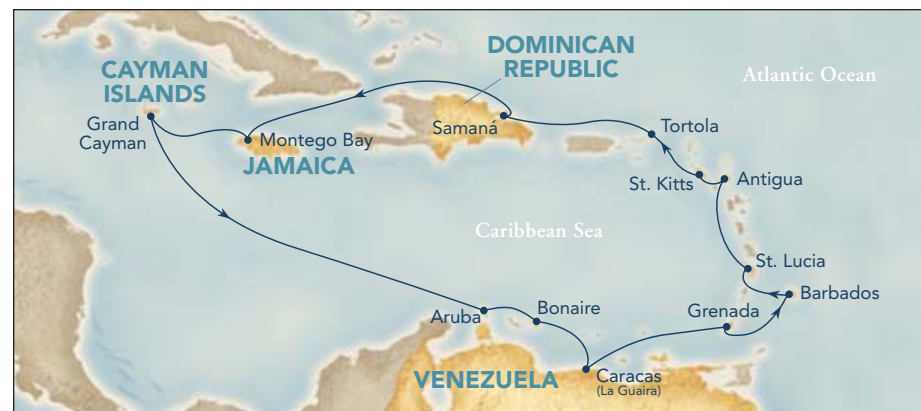 DOMINICAN
REPUBLIC
Atlantic Ocean
CAYMAN
ISLANDS
Grand
Cayman
Montego Bay
JAMAICA
Samaná
Tortola
St. Kitts
Antigua
Caribbean Sea
St. Lucia
Barbados
Grenada
Aruba
Bonaire
VENEZUELA
Caracas
(La Guaira)